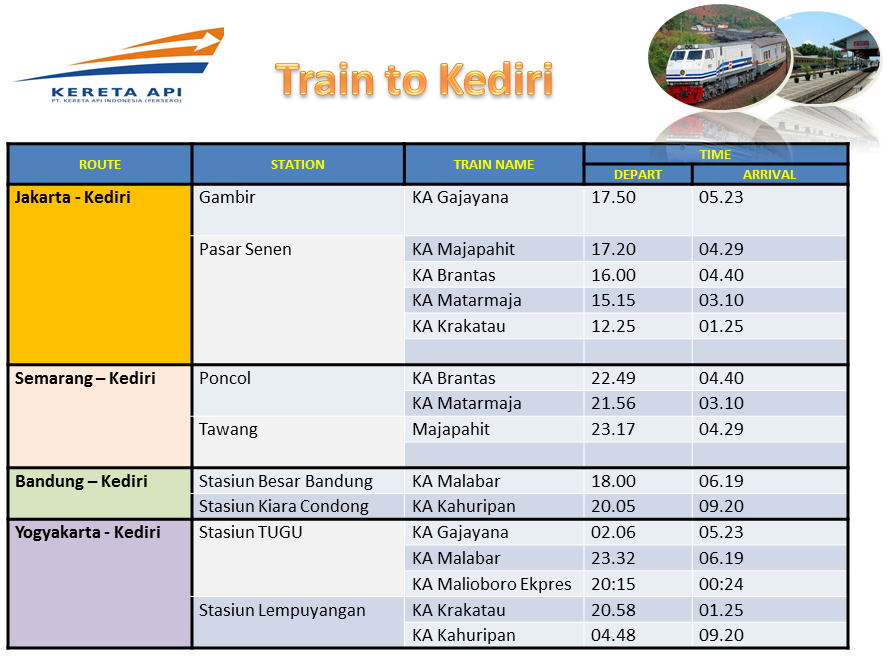 KERETA API
PT. KERETA API INDONESIA (PERSERO)
Train to Kediri
ROUTE STATION TRAIN NAME TIME
DEPART ARRIVAL
Jakarta - Kediri Gambir KA Gajayana 17.50 05.23
Pasar Senen KA Majapahit 17.20 04.29
KA Brantas 16.00 04.40
KA Matarmaja 15.15 03.10
KA Krakatau 12.25 01.25
Semarang – Kediri Poncol KA Brantas 22.49 04.40
KA Matarmaja 21.56 03.10
Tawang Majapahit 23.17 04.29
Bandung – Kediri Stasiun Besar Bandung KA Malabar 18.00 06.19
Stasiun Kiara Condong KA Kahuripan 20.05 09.20
Yogyakarta - Kediri Stasiun TUGU KA Gajayana 02.06 05.23
KA Malabar 23.32 06.19
KA Malioboro Ekpres 20:15 00:24
Stasiun Lempuyangan KA Krakatau 20.58 01.25
KA Kahuripan 04.48 09.20